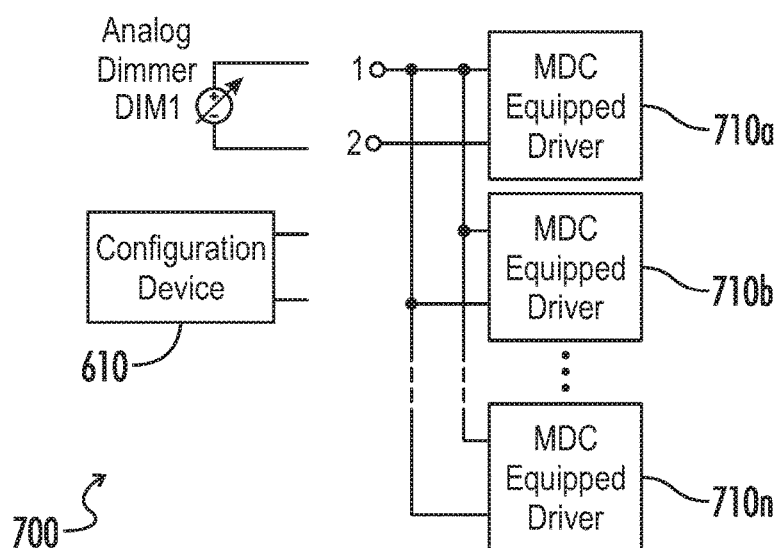 Analog
Dimmer
DIM1
+
-
1
2
MDC
Equipped
Driver
710a
Configuration
Device
610
MDC
Equipped
Driver
710b
MDC
Equipped
Driver
710n
700